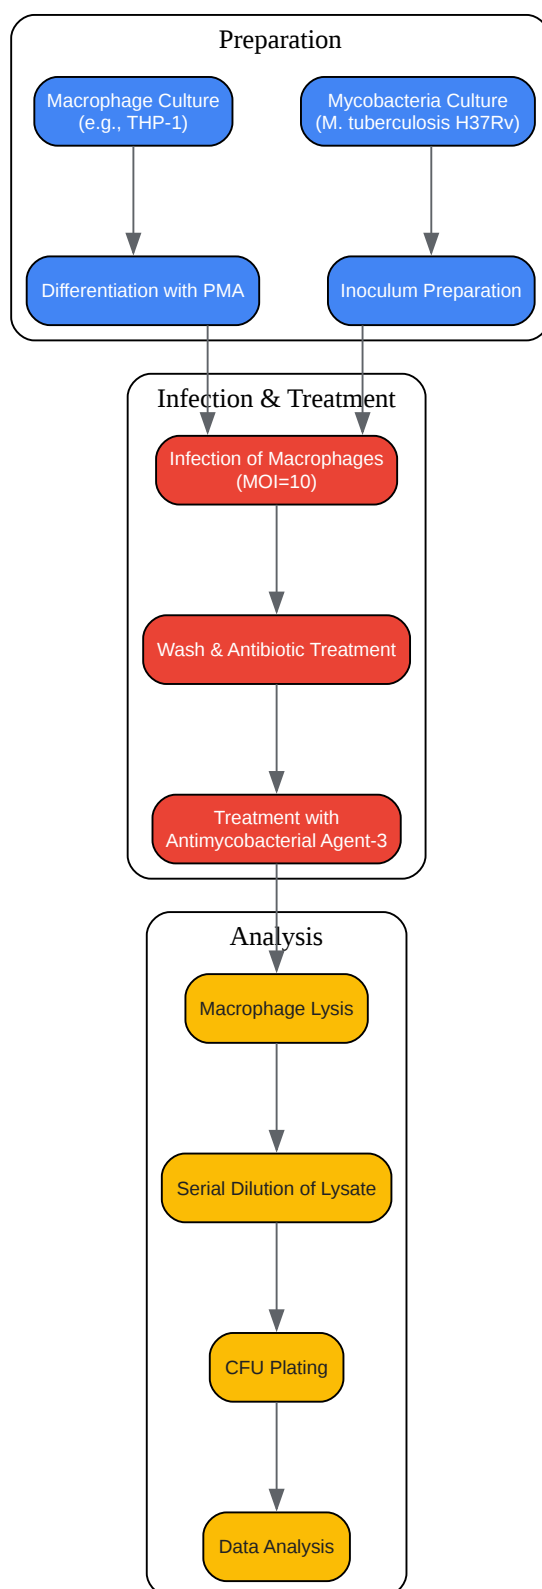 Preparation
Macrophage Culture
(e.g., THP-1)
Mycobacteria Culture
(M. tuberculosis H37Rv)
Differentiation with PMA
Inoculum Preparation
Infection & Treatment
Infection of Macrophages
(MOI=10)
Wash & Antibiotic Treatment
Treatment with
Antimycobacterial Agent-3
Analysis
Macrophage Lysis
Serial Dilution of Lysate
CFU Plating
Data Analysis